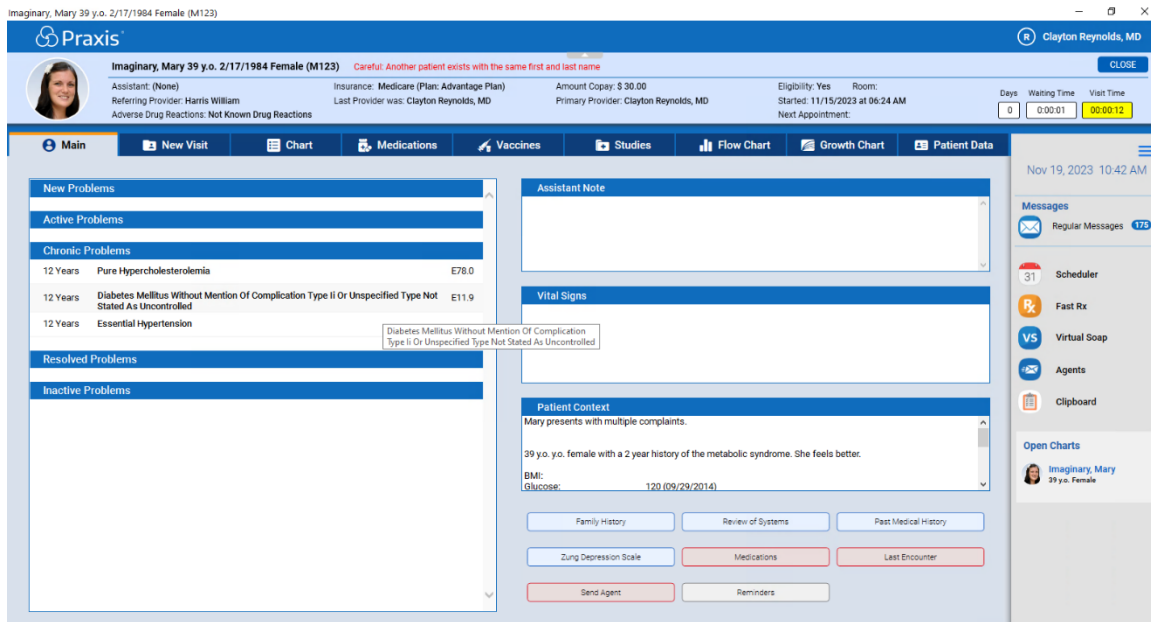 Imaginary, Mary 39 y.o. 2/17/1984 Female (M123)
Praxis
R Clayton Reynolds, MD
Imaginary, Mary 39 y.o. 2/17/1984 Female (M123) Careful: Another patient exists with the same first and last name
CLOSE
Assistant: (None) Insurance: Medicare (Plan: Advantage Plan) Amount Copay: $ 30.00 Eligibility: Yes Room:
Referring Provider: Harris William Last Provider was: Clayton Reynolds, MD Primary Provider: Clayton Reynolds, MD Started: 11/15/2023 at 06:24 AM
Adverse Drug Reactions: Not Known Drug Reactions Next Appointment:
Days Waiting Time Visit Time
0 0:00:01 00:00:12
Main New Visit Chart Medications Vaccines Studies Flow Chart Growth Chart Patient Data
New Problems
Active Problems
Chronic Problems
12 Years Pure Hypercholesterolemia E78.0
12 Years Diabetes Mellitus Without Mention Of Complication Type Ii Or Unspecified Type Not E11.9
Stated As Uncontrolled
12 Years Essential Hypertension
Diabetes Mellitus Without Mention Of Complication
Type Ii Or Unspecified Type Not Stated As Uncontrolled
Resolved Problems
Inactive Problems
Assistant Note
Vital Signs
Patient Context
Mary presents with multiple complaints.
39 y.o. y.o. female with a 2 year history of the metabolic syndrome. She feels better.
BMI:
Glucose: 120 (09/29/2014)
Family History Review of Systems Past Medical History
Zung Depression Scale Medications Last Encounter
Send Agent Reminders
Nov 19, 2023 10:42 AM
Messages
Regular Messages 175
31 Scheduler
Rx Fast Rx
VS Virtual Soap
Agents
Clipboard
Open Charts
Imaginary, Mary
39 y.o. Female